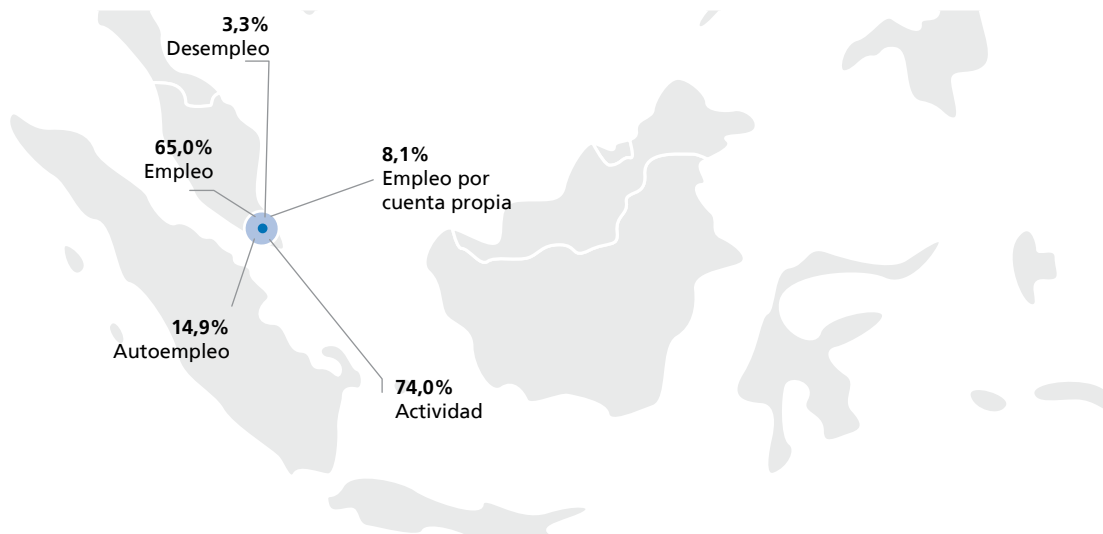 3,3%
Desempleo
65,0%
Empleo
8,1%
Empleo por
cuenta propia
14,9%
Autoempleo
74,0%
Actividad